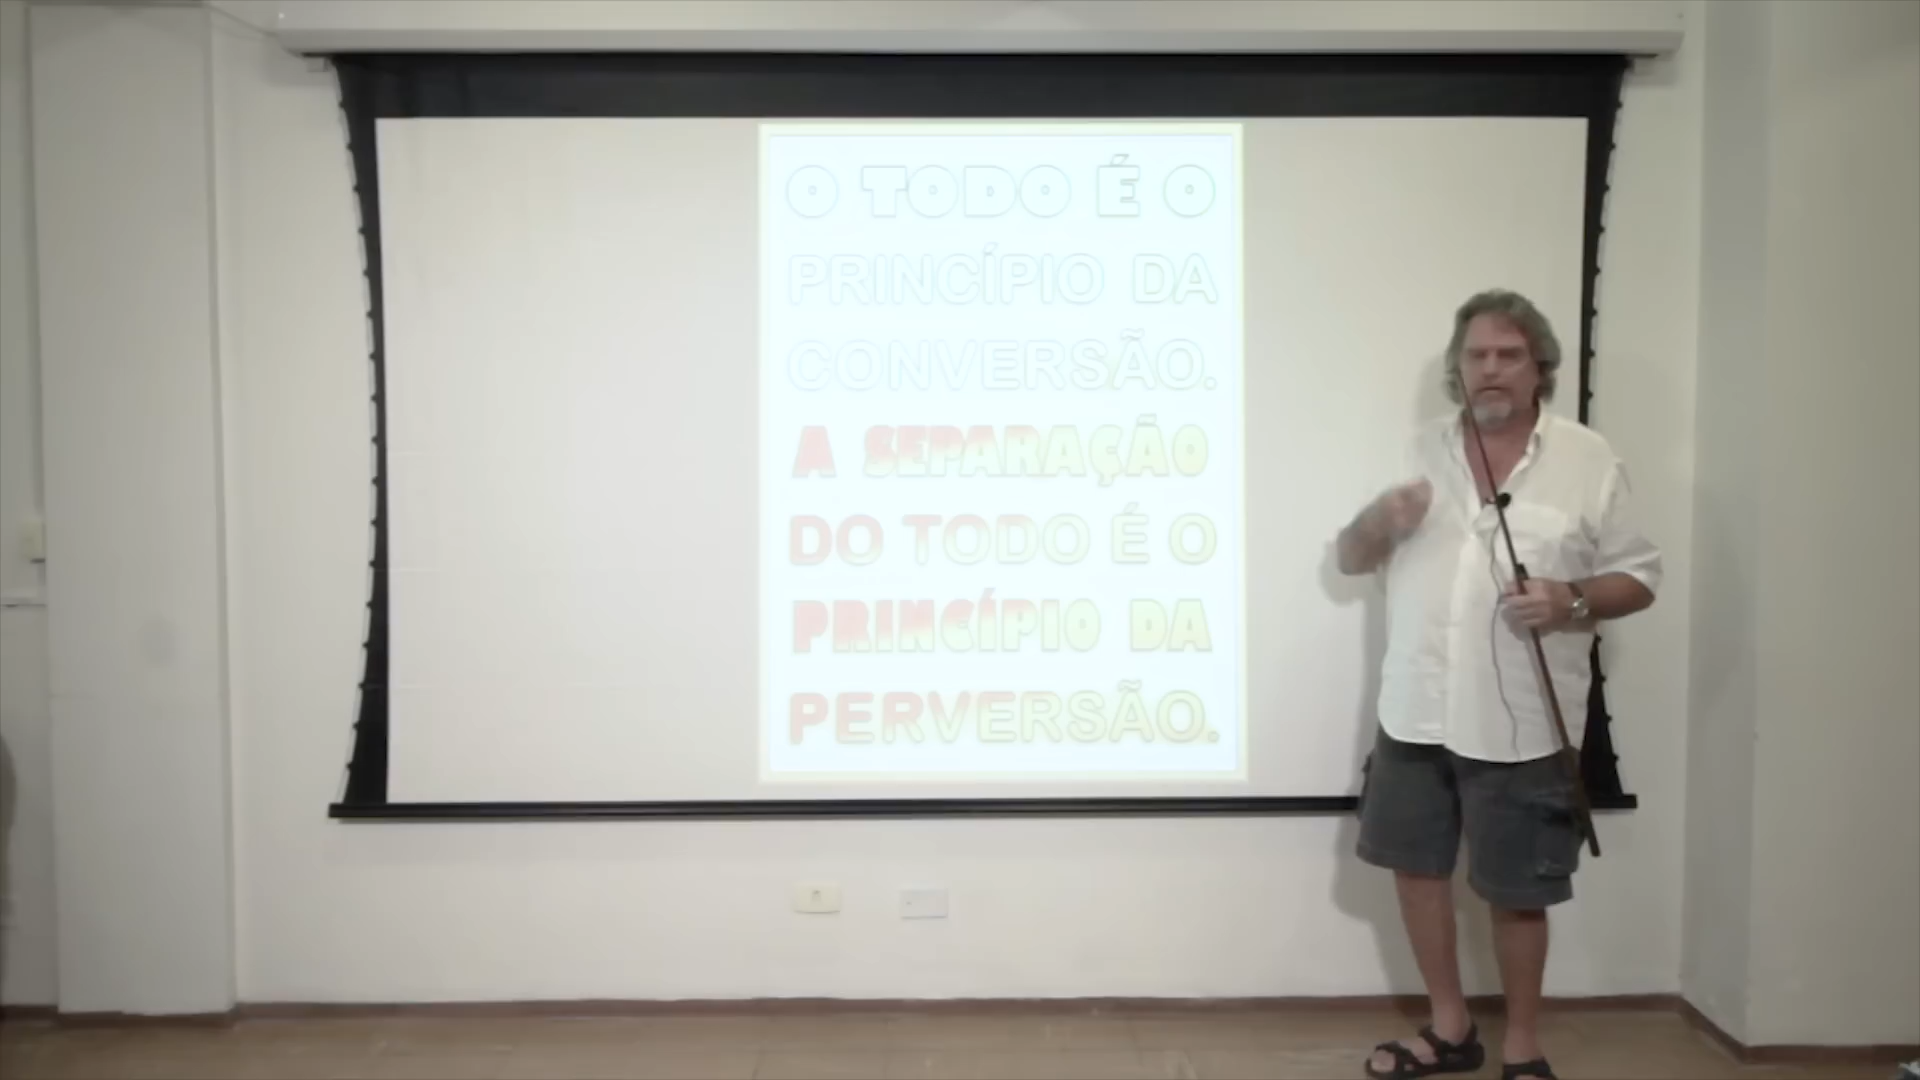 O TODO É O
PRINCÍPIO DA
CONVERSÃO.
A SEPARAÇÃO
DO TODO É O
PRINCÍPIO DA
PERVERSÃO.